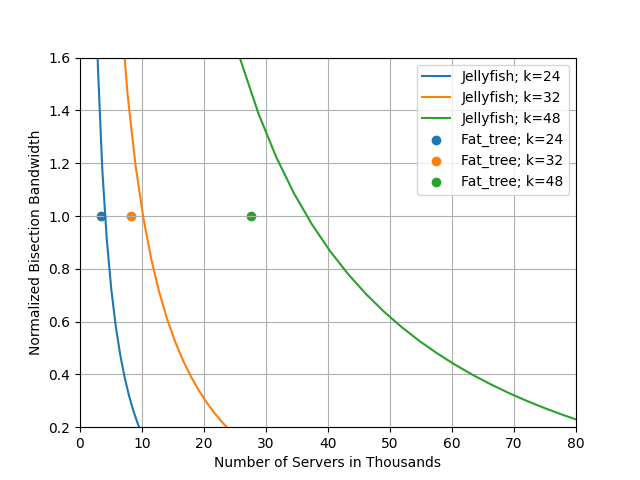 Normalized Bisection Bandwidth
1.6
1.4
1.2
1.0
0.8
0.6
0.4
0.2
Jellyfish; k=24
Jellyfish; k=32
Jellyfish; k=48
Fat_tree; k=24
Fat_tree; k=32
Fat_tree; k=48
0 10 20 30 40 50 60 70 80
Number of Servers in Thousands